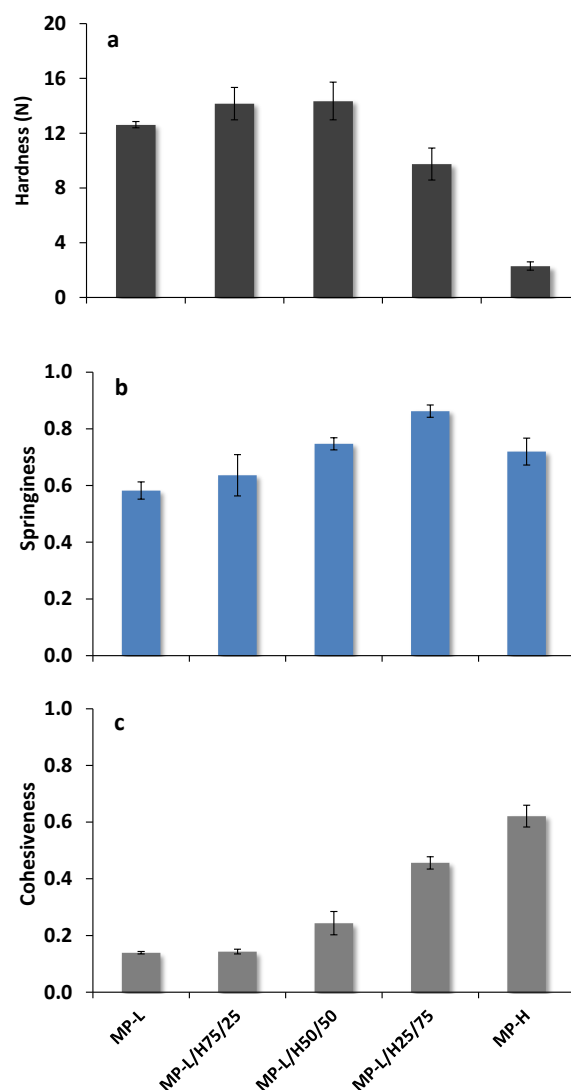 a
Hardness (N)
20
16
12
8
4
0
b
Springiness
1.0
0.8
0.6
0.4
0.2
0.0
c
Cohesiveness
1.0
0.8
0.6
0.4
0.2
0.0
MP-L
MP-L/H75/25
MP-L/H50/50
MP-L/H25/75
MP-H